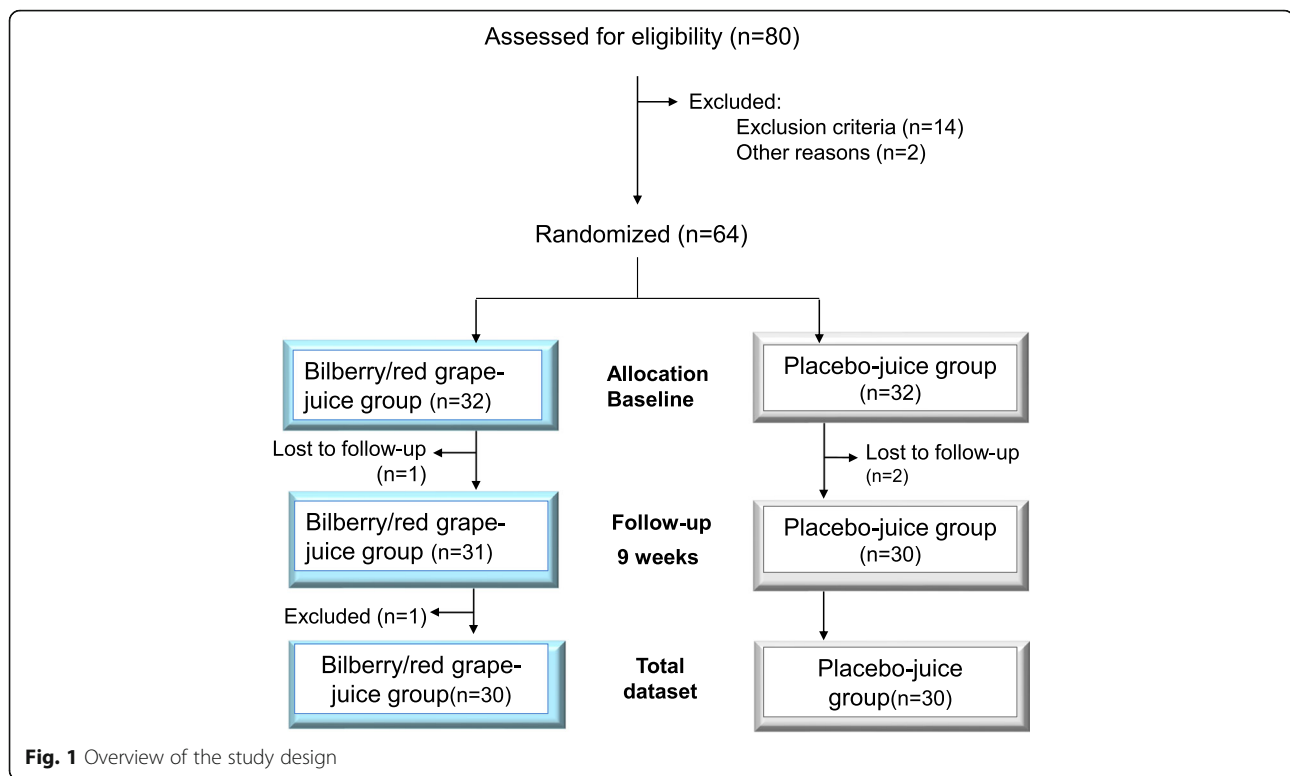 Assessed for eligibility (n=80)
Excluded:
Exclusion criteria (n=14)
Other reasons (n=2)
Randomized (n=64)
Bilberry/red grape-
juice group (n=32)
Allocation
Baseline
Placebo-juice group
(n=32)
Lost to follow-up
(n=1)
Lost to follow-up
(n=2)
Bilberry/red grape-
juice group (n=31)
Follow-up
9 weeks
Placebo-juice group
(n=30)
Excluded (n=1)
Bilberry/red grape-
juice group(n=30)
Total
dataset
Placebo-juice
group(n=30)
Fig. 1 Overview of the study design